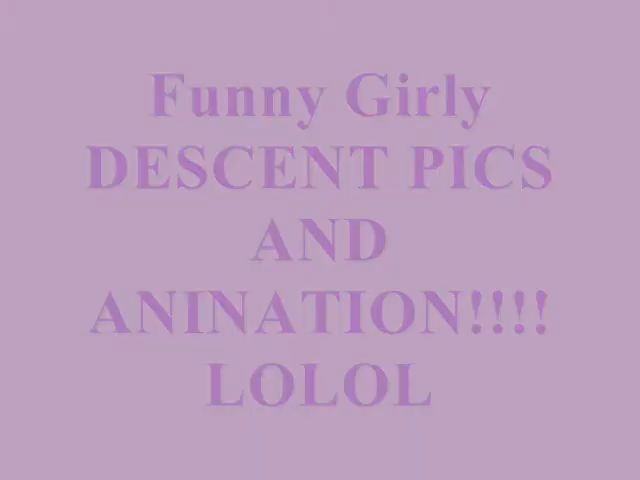 Funny Girly
DESCENT PICS
AND
ANINATION!!!!
LOLOL